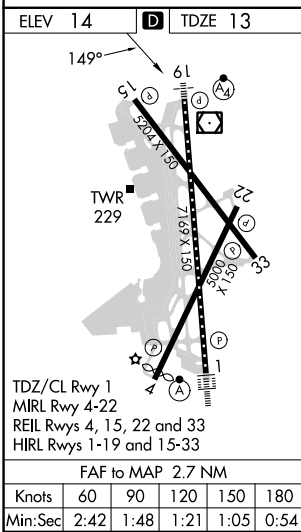 ELEV 14 D TDZE 13
149°
19
A4
15
P
P
5204 X 150
P
TWR
229
22
7169 X 150
P
P
5000
X 150
33
P
P
1
4
A
TDZ/CL Rwy 1
MIRL Rwy 4-22
REIL Rwys 4, 15, 22 and 33
HIRL Rwys 1-19 and 15-33
FAF to MAP 2.7 NM
Knots 60 90 120 150 180
Min:Sec 2:42 1:48 1:21 1:05 0:54